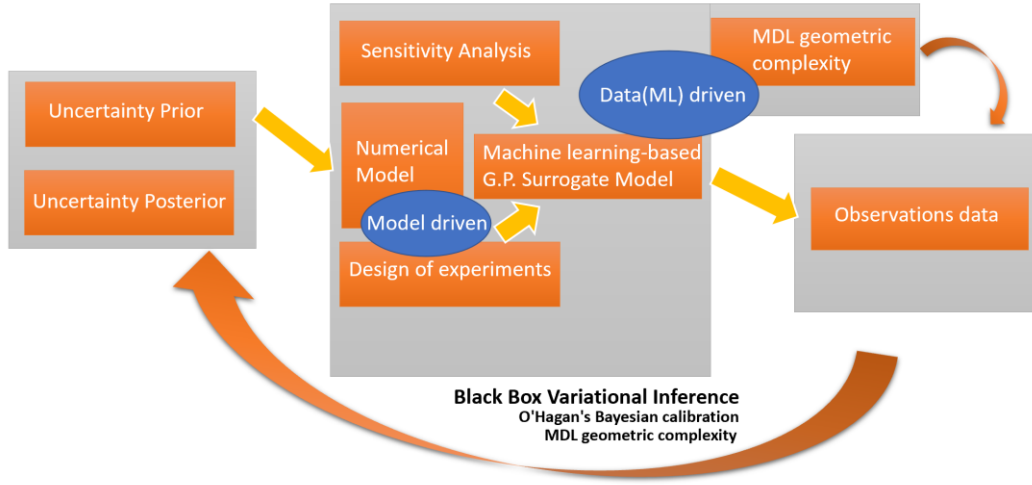 Uncertainty Prior
Uncertainty Posterior
Sensitivity Analysis
Numerical
Model
Model driven
Design of experiments
Machine learning-based
G.P. Surrogate Model
Data(ML) driven
MDL geometric
complexity
Observations data
Black Box Variational Inference
O'Hagan's Bayesian calibration
MDL geometric complexity